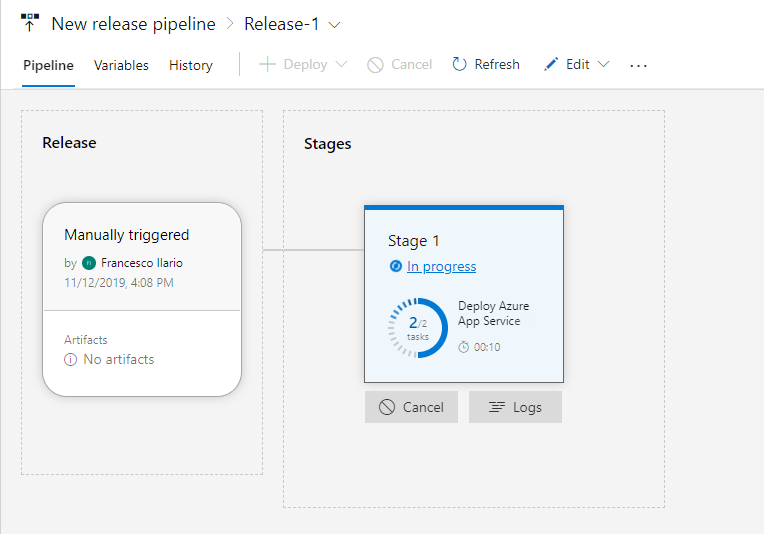 New release pipeline > Release-1
Pipeline Variables History Deploy Cancel Refresh Edit ...
Release
Stages
Manually triggered
by FI Francesco Ilario
11/12/2019, 4:08 PM
Artifacts
No artifacts
Stage 1
In progress
2/2
tasks
Deploy Azure
App Service
00:10
Cancel
Logs